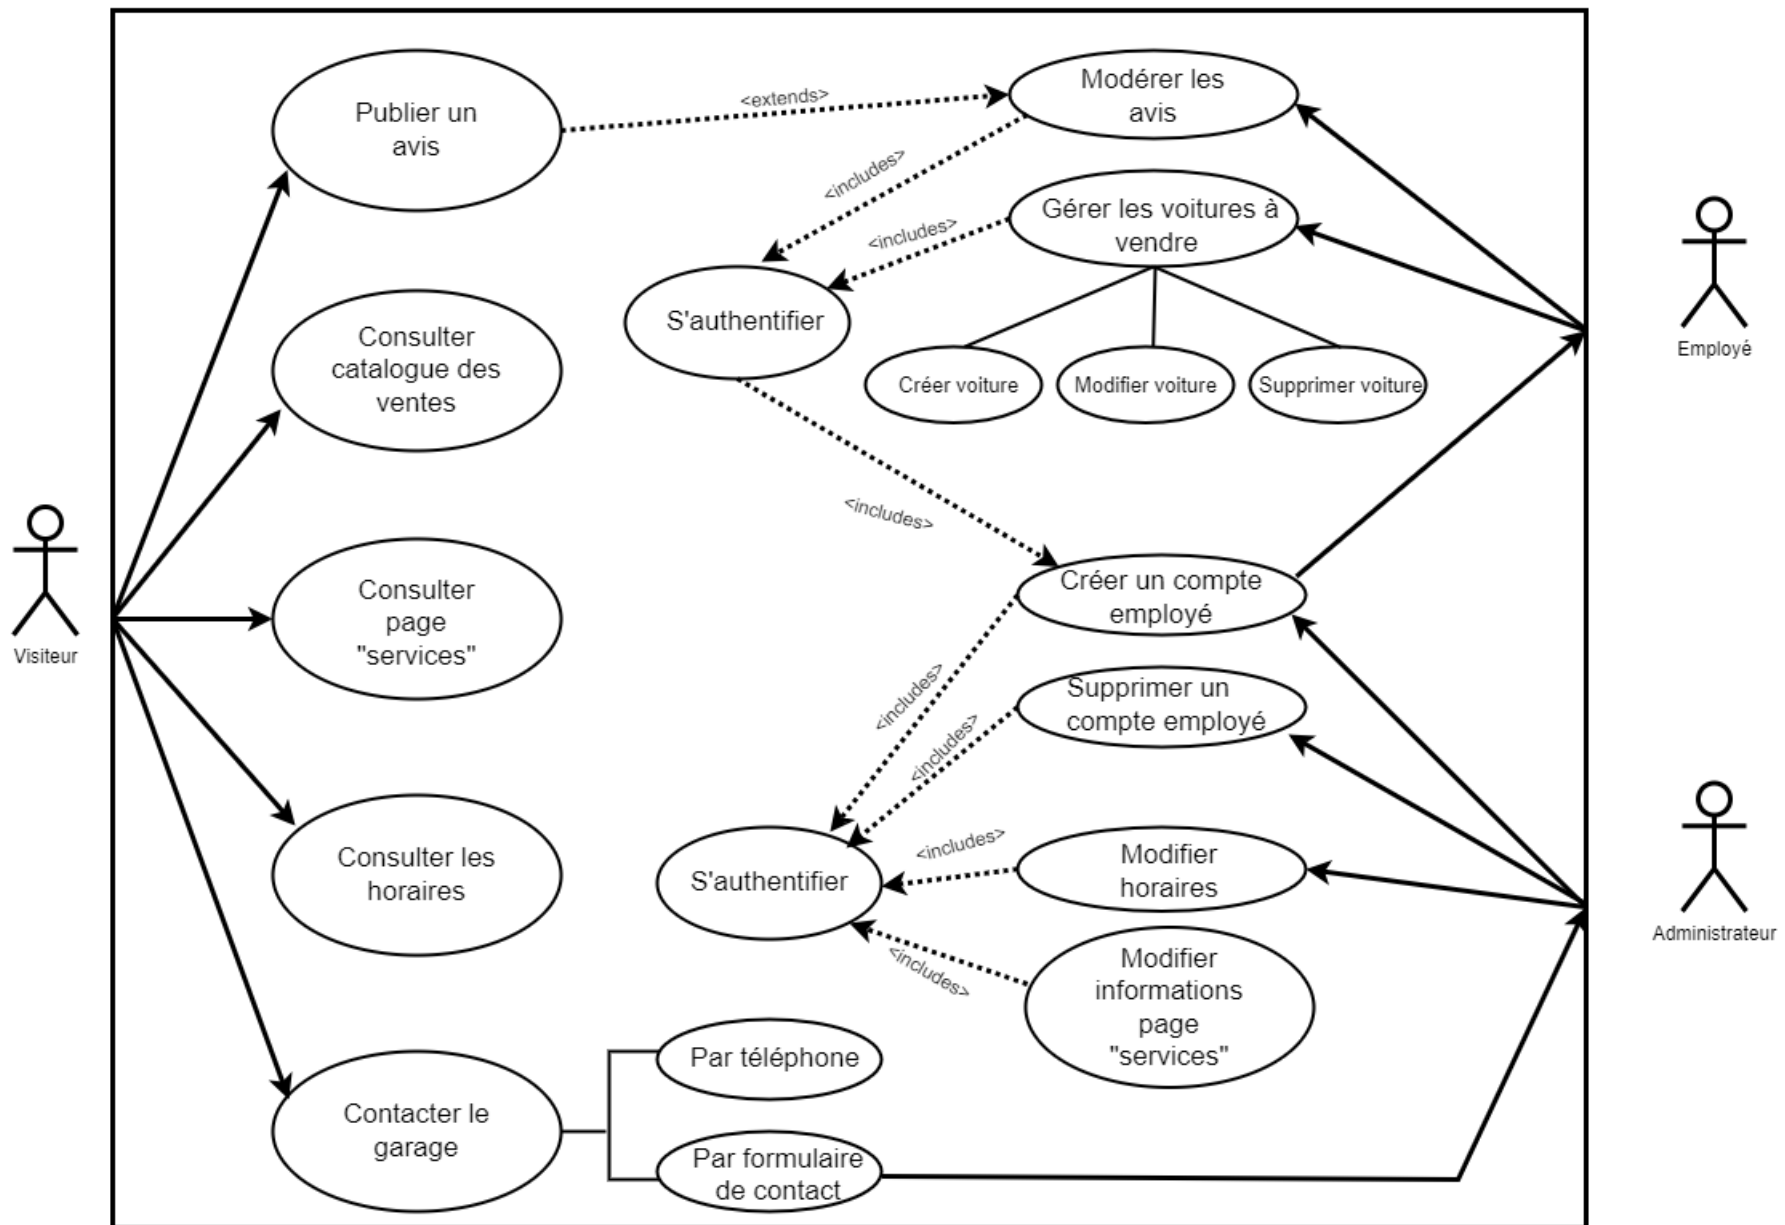 Publier un
avis
<extends>
Modérer les
avis
<includes>
Gérer les voitures à
vendre
<includes>
S'authentifier
Créer voiture
Modifier voiture
Supprimer voiture
Employé
Consulter
catalogue des
ventes
<includes>
Visiteur
Consulter
page
"services"
Créer un compte
employé
<includes>
Supprimer un
compte employé
<includes>
Consulter les
horaires
S'authentifier
<includes>
Modifier
horaires
Administrateur
<includes>
Modifier
informations
page
"services"
Contacter le
garage
Par téléphone
Par formulaire
de contact